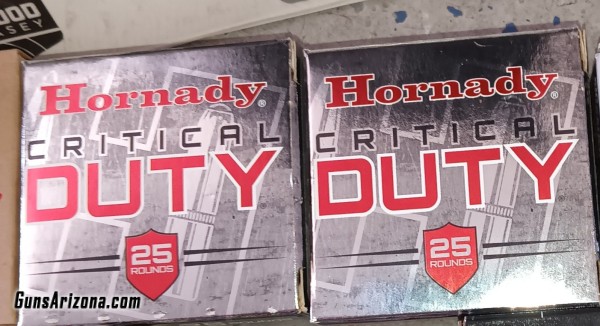 Hornady®
CRITICAL
DUTY
25
ROUNDS
Hornady®
CRITICAL
DUTY
25
ROUNDS
GunsArizona.com